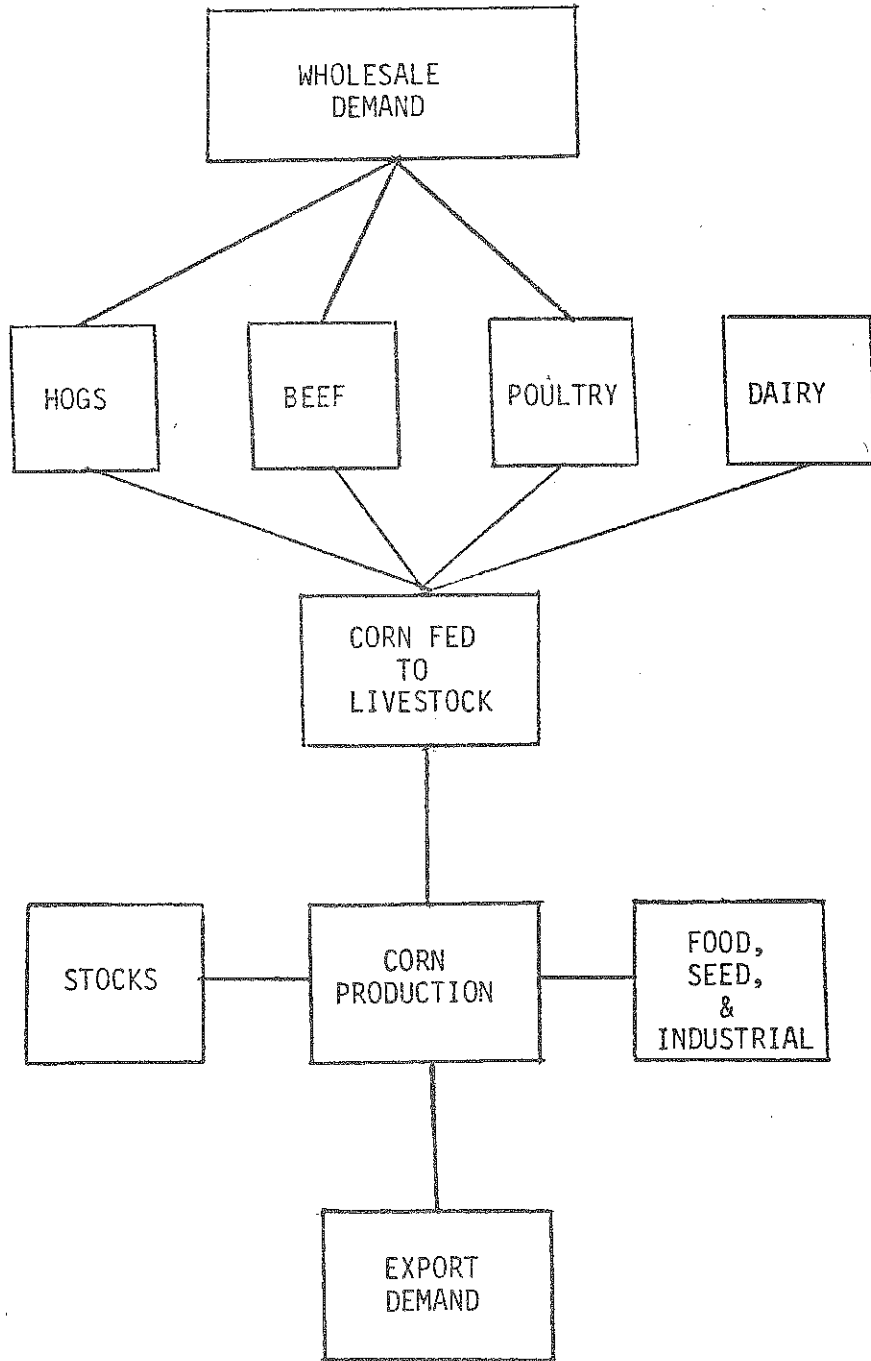 WHOLESALE
DEMAND
HOGS
BEEF
POULTRY
DAIRY
CORN FED
TO
LIVESTOCK
STOCKS
CORN
PRODUCTION
FOOD,
SEED,
&
INDUSTRIAL
EXPORT
DEMAND